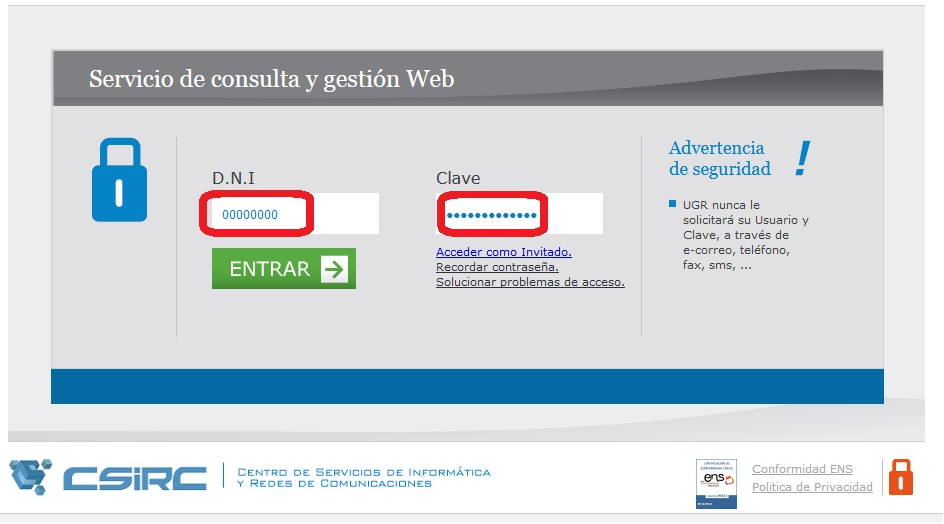 Servicio de consulta y gestión Web
D.N.I
00000000
ENTRAR
Clave
•••••••••••••
Acceder como Invitado.
Recordar contraseña.
Solucionar problemas de acceso.
Advertencia
de seguridad
!
UGR nunca le
solicitará su Usuario y
Clave, a través de
e-correo, teléfono,
fax, sms, ...
CSiRC
CENTRO DE SERVICIOS DE INFORMÁTICA
Y REDES DE COMUNICACIONES
ens
Conformidad ENS
Politica de Privacidad